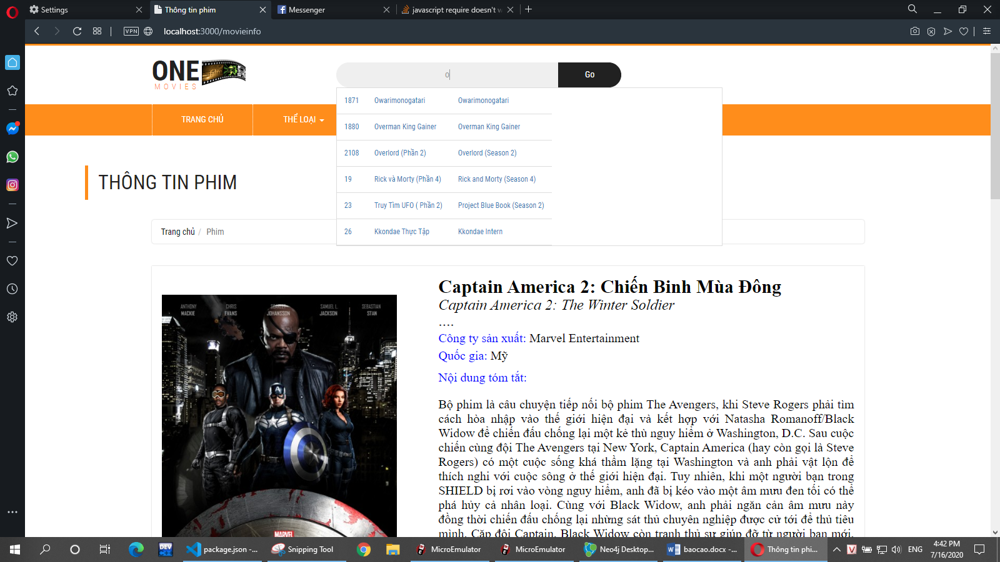 Settings
Thông tin phim
Messenger
javascript require doesn't w
VPN
localhost:3000/movieinfo
ONE
film
MOVIES
o
Go
TRANG CHỦ
THỂ LOẠI
1871 Owarimonogatari Owarimonogatari
1880 Overman King Gainer Overman King Gainer
2108 Overlord (Phần 2) Overlord (Season 2)
19 Rick và Morty (Phần 4) Rick and Morty (Season 4)
23 Truy Tìm UFO ( Phần 2) Project Blue Book (Season 2)
26 Kkondae Thực Tập Kkondae Intern
THÔNG TIN PHIM
Trang chủ / Phim
ANTHONY MACKIE
CHRIS EVANS
SCARLETT JOHANSSON
SAMUEL L. JACKSON
SEBASTIAN STAN
MARVEL
Captain America 2: Chiến Binh Mùa Đông
Captain America 2: The Winter Soldier
....
Công ty sản xuất: Marvel Entertainment
Quốc gia: Mỹ
Nội dung tóm tắt:
Bộ phim là câu chuyện tiếp nối bộ phim The Avengers, khi Steve Rogers phải tìm
cách hòa nhập vào thế giới hiện đại và kết hợp với Natasha Romanoff/Black
Widow để chiến đấu chống lại một kẻ thù nguy hiểm ở Washington, D.C. Sau cuộc
chiến cùng đội The Avengers tại New York, Captain America (hay còn gọi là Steve
Rogers) có một cuộc sống khá thầm lặng tại Washington và anh phải vật lộn để
thích nghi với cuộc sông ở thế giới hiện đại. Tuy nhiên, khi một người bạn trong
SHIELD bị rơi vào vòng nguy hiểm, anh đã bị kéo vào một âm mưu đen tối có thể
phá hủy cả nhân loại. Cùng với Black Widow, anh phải ngăn cản âm mưu này
đồng thời chiến đấu chống lại những sát thủ chuyên nghiệp được cử tới để thủ tiêu
mình. Cặp đôi Captain, Black Widow còn tranh thủ sự giúp đỡ từ người bạn mới,
DEV
package.json -...
Snipping Tool
MicroEmulator
MicroEmulator
Neo4j Desktop...
baocao.docx -...
Thông tin phi...
ENG
4:42 PM
7/16/2020